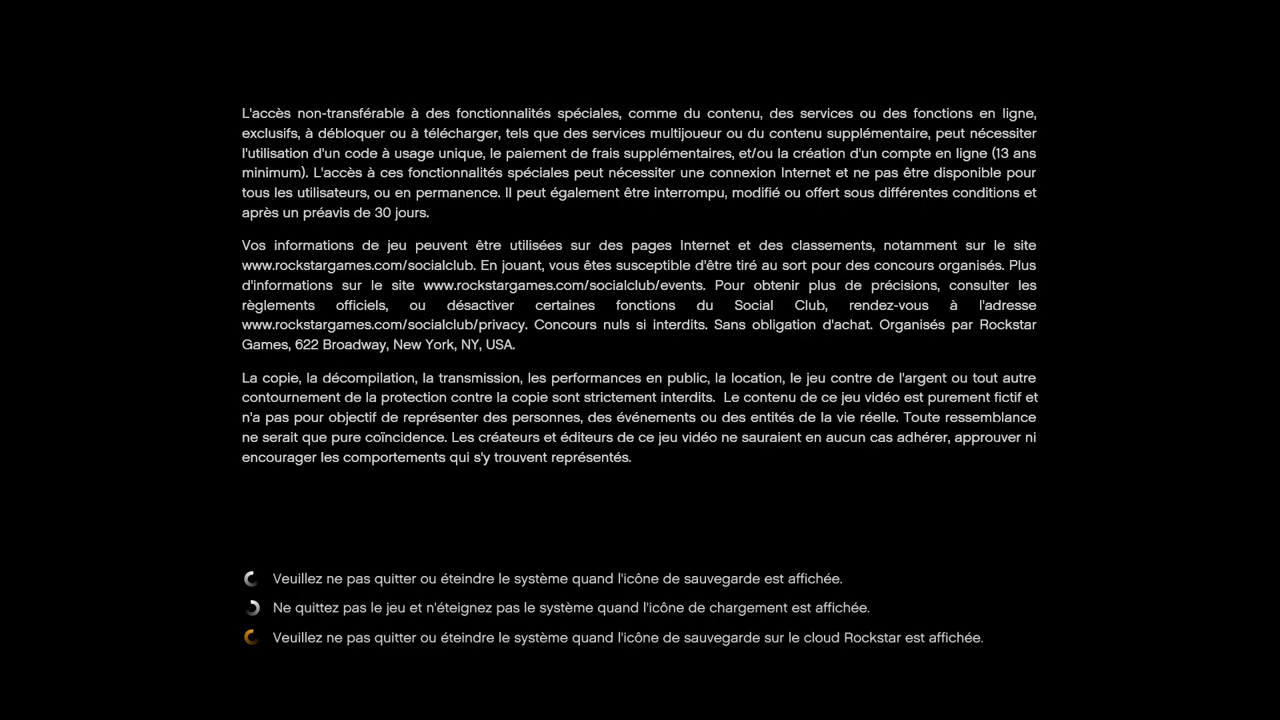 L'accès non-transférable à des fonctionnalités spéciales, comme du contenu, des services ou des fonctions en ligne,
exclusifs, à débloquer ou à télécharger, tels que des services multijoueur ou du contenu supplémentaire, peut nécessiter
l'utilisation d'un code à usage unique, le paiement de frais supplémentaires, et/ou la création d'un compte en ligne (13 ans
minimum). L'accès à ces fonctionnalités spéciales peut nécessiter une connexion Internet et ne pas être disponible pour
tous les utilisateurs, ou en permanence. Il peut également être interrompu, modifié ou offert sous différentes conditions et
après un préavis de 30 jours.
Vos informations de jeu peuvent être utilisées sur des pages Internet et des classements, notamment sur le site
www.rockstargames.com/socialclub. En jouant, vous êtes susceptible d'être tiré au sort pour des concours organisés. Plus
d'informations sur le site www.rockstargames.com/socialclub/events. Pour obtenir plus de précisions, consulter les
règlements officiels, ou désactiver certaines fonctions du Social Club, rendez-vous à l'adresse
www.rockstargames.com/socialclub/privacy. Concours nuls si interdits. Sans obligation d'achat. Organisés par Rockstar
Games, 622 Broadway, New York, NY, USA.
La copie, la décompilation, la transmission, les performances en public, la location, le jeu contre de l'argent ou tout autre
contournement de la protection contre la copie sont strictement interdits.  Le contenu de ce jeu vidéo est purement fictif et
n'a pas pour objectif de représenter des personnes, des événements ou des entités de la vie réelle. Toute ressemblance
ne serait que pure coïncidence. Les créateurs et éditeurs de ce jeu vidéo ne sauraient en aucun cas adhérer, approuver ni
encourager les comportements qui s'y trouvent représentés.
Veuillez ne pas quitter ou éteindre le système quand l'icône de sauvegarde est affichée.
Ne quittez pas le jeu et n'éteignez pas le système quand l'icône de chargement est affichée.
Veuillez ne pas quitter ou éteindre le système quand l'icône de sauvegarde sur le cloud Rockstar est affichée.